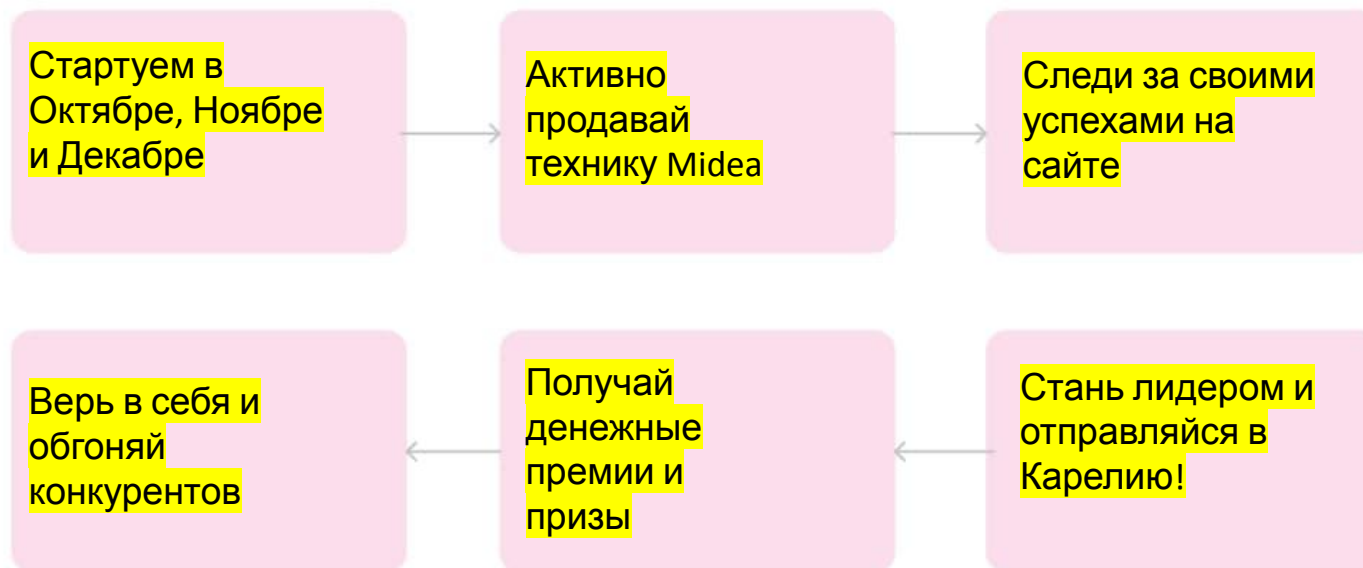 Стартуем в
Октябре, Ноябре
и Декабре
Активно
продавай
технику Midea
Следи за своими
успехами на
сайте
Верь в себя и
обгоняй
конкурентов
Получай
денежные
премии и
призы
Стань лидером и
отправляйся в
Карелию!